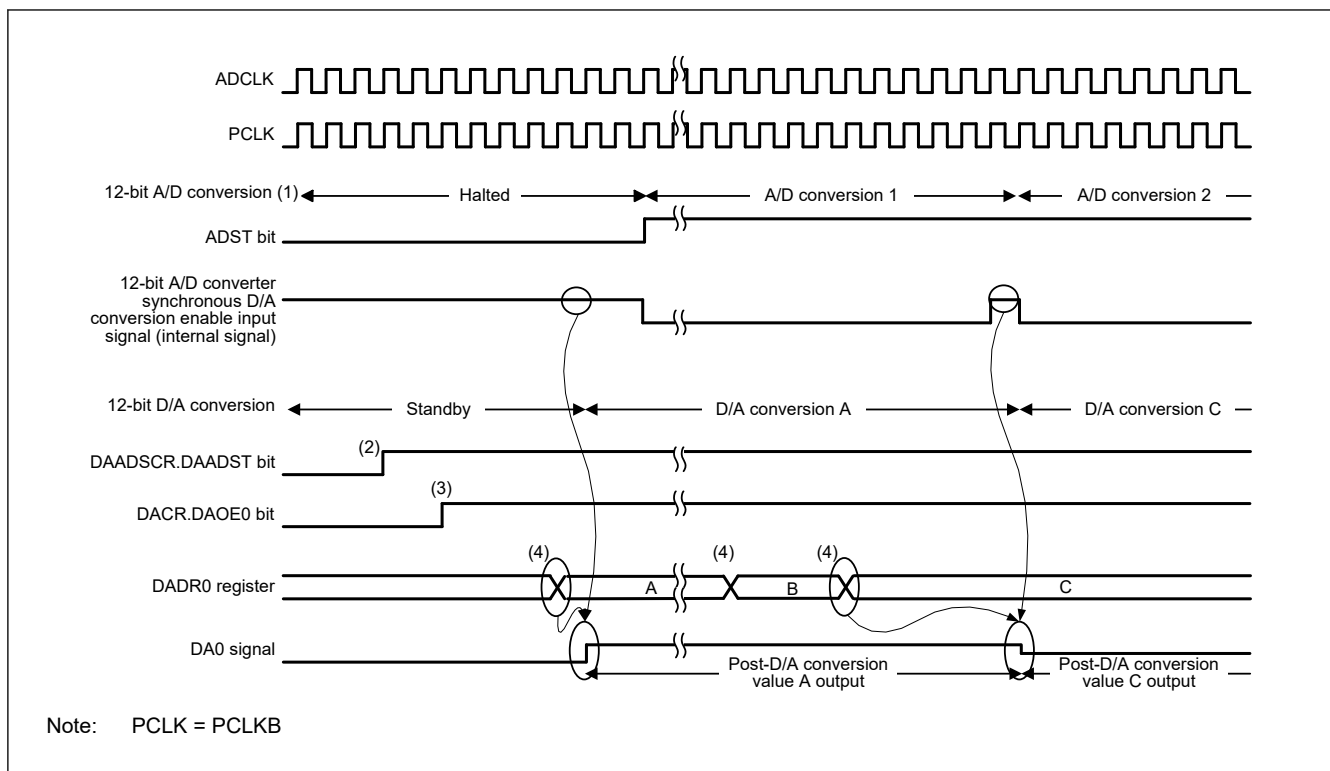 ADCLK
PCLK
12-bit A/D conversion (1)
Halted
A/D conversion 1
A/D conversion 2
ADST bit
12-bit A/D converter
synchronous D/A
conversion enable input
signal (internal signal)
12-bit D/A conversion
Standby
D/A conversion A
D/A conversion C
(2)
DAADSCR.DAADST bit
(3)
DACR.DAOE0 bit
(4)
(4)
(4)
DADR0 register
A
B
C
DA0 signal
Post-D/A conversion
value A output
Post-D/A conversion
value C output
Note: PCLK = PCLKB